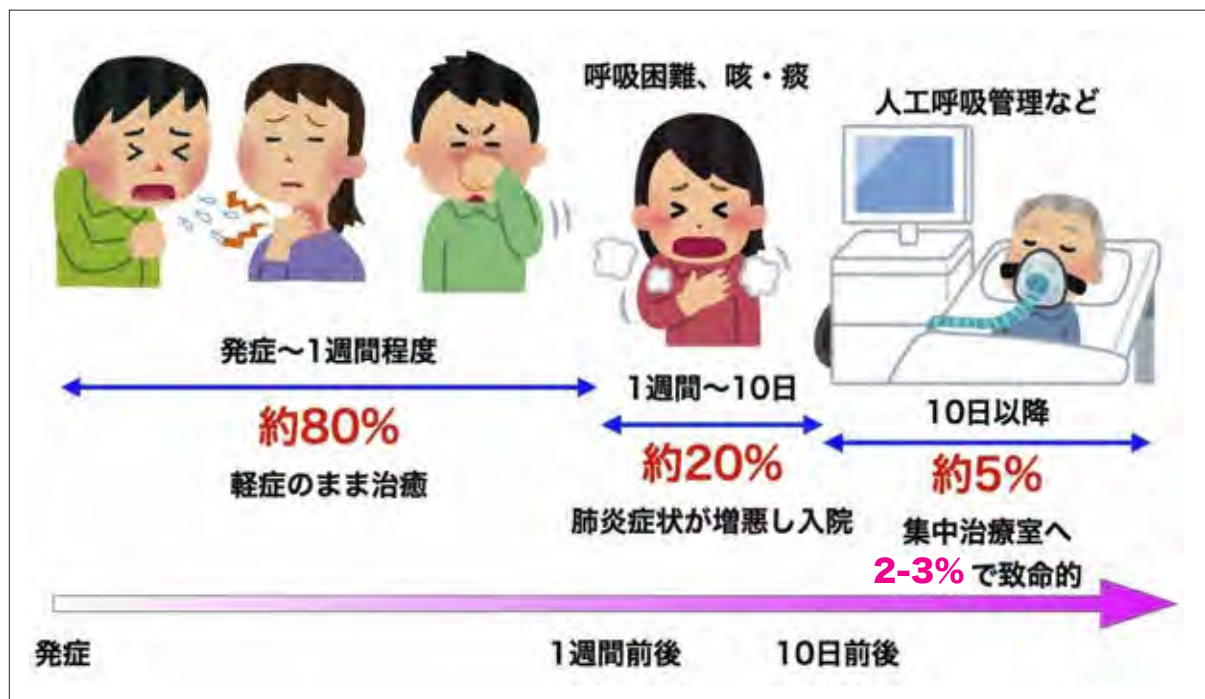 呼吸困難、咳・痰
人工呼吸管理など
発症〜1週間程度
約80%
軽症のまま治癒
1週間〜10日
約20%
肺炎症状が増悪し入院
10日以降
約5%
集中治療室へ
2-3%で致命的
発症
1週間前後
10日前後